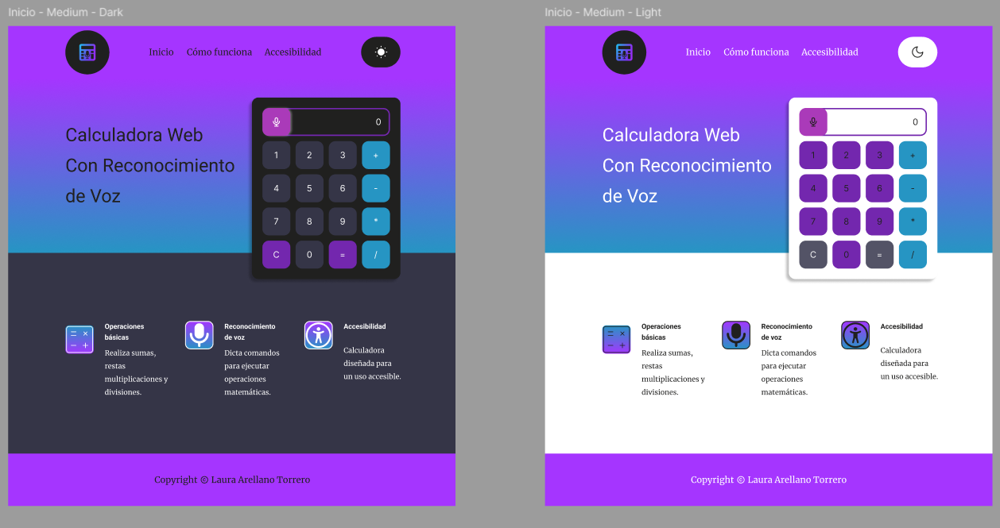 Inicio - Medium - Dark
Inicio Cómo funciona Accesibilidad
Calculadora Web
Con Reconocimiento
de Voz
0
1 2 3 +
4 5 6 -
7 8 9 *
C 0 = /
Operaciones
básicas
Realiza sumas,
restas
multiplicaciones y
divisiones.
Reconocimiento
de voz
Dicta comandos
para ejecutar
operaciones
matemáticas.
Accesibilidad
Calculadora
diseñada para
un uso accesible.
Copyright © Laura Arellano Torrero
Inicio - Medium - Light
Inicio Cómo funciona Accesibilidad
Calculadora Web
Con Reconocimiento
de Voz
0
1 2 3 +
4 5 6 -
7 8 9 *
C 0 = /
Operaciones
básicas
Realiza sumas,
restas
multiplicaciones y
divisiones.
Reconocimiento
de voz
Dicta comandos
para ejecutar
operaciones
matemáticas.
Accesibilidad
Calculadora
diseñada para
un uso accesible.
Copyright © Laura Arellano Torrero